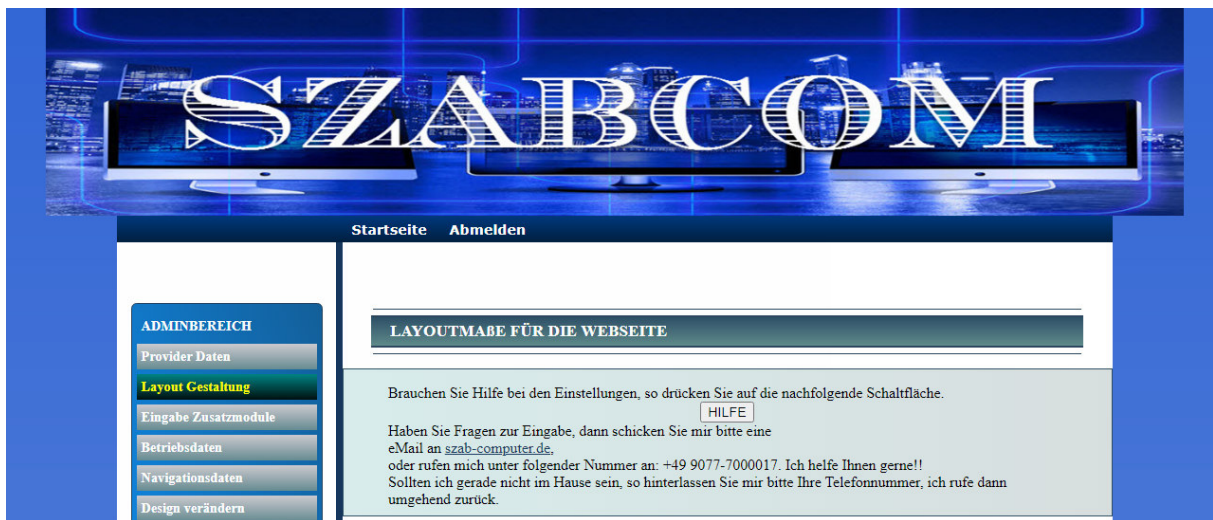 SZABCOM
Startseite Abmelden
ADMINBEREICH
Provider Daten
Layout Gestaltung
Eingabe Zusatzmodule
Betriebsdaten
Navigationsdaten
Design verändern
LAYOUTMAßE FÜR DIE WEBSEITE
Brauchen Sie Hilfe bei den Einstellungen, so drücken Sie auf die nachfolgende Schaltfläche.
HILFE
Haben Sie Fragen zur Eingabe, dann schicken Sie mir bitte eine
eMail an szab-computer.de,
oder rufen mich unter folgender Nummer an: +49 9077-7000017. Ich helfe Ihnen gerne!!
Sollten ich gerade nicht im Hause sein, so hinterlassen Sie mir bitte Ihre Telefonnummer, ich rufe dann
umgehend zurück.